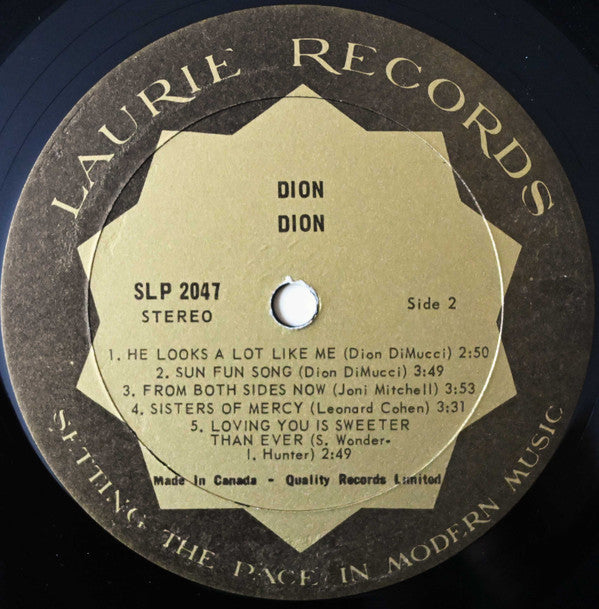 LAURIE RECORDS
DION
DION
SLP 2047
STEREO
Side 2
1. HE LOOKS A LOT LIKE ME (Dion DiMucci) 2:50
2. SUN FUN SONG (Dion DiMucci) 3:49
3. FROM BOTH SIDES NOW (Joni Mitchell) 3:53
4. SISTERS OF MERCY (Leonard Cohen) 3:31
5. LOVING YOU IS SWEETER
THAN EVER (S. Wonder-
I. Hunter) 2:49
Made in Canada - Quality Records Limited
SETTING THE PACE IN MODERN MUSIC